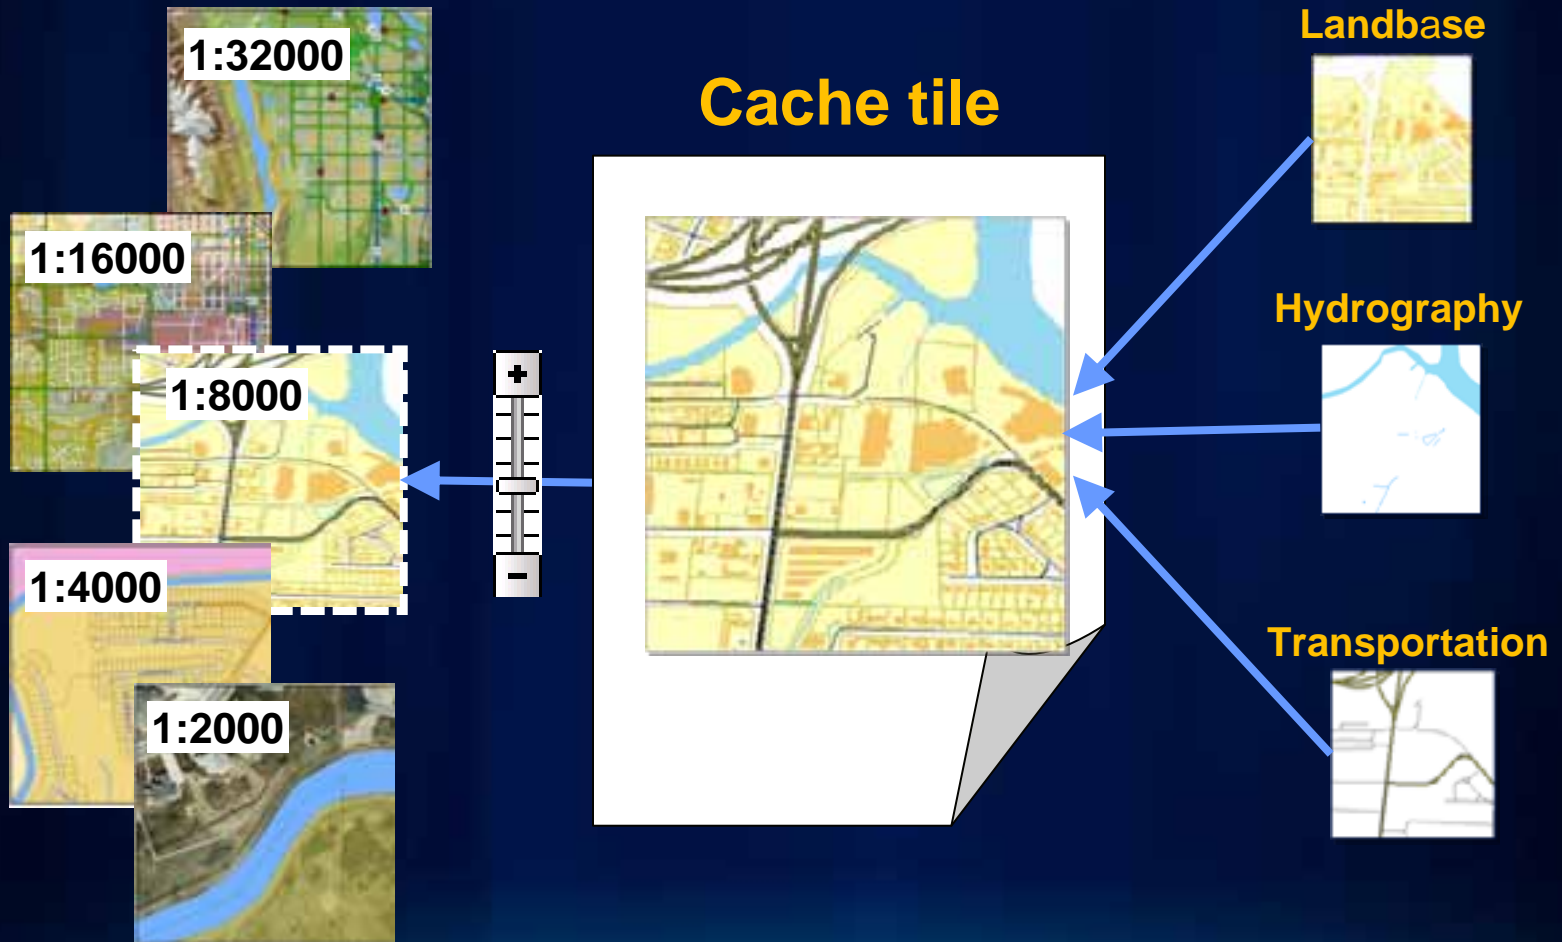 Cache tile
1:32000
1:16000
1:8000
1:4000
1:2000
+
-
Landbase
Hydrography
Transportation